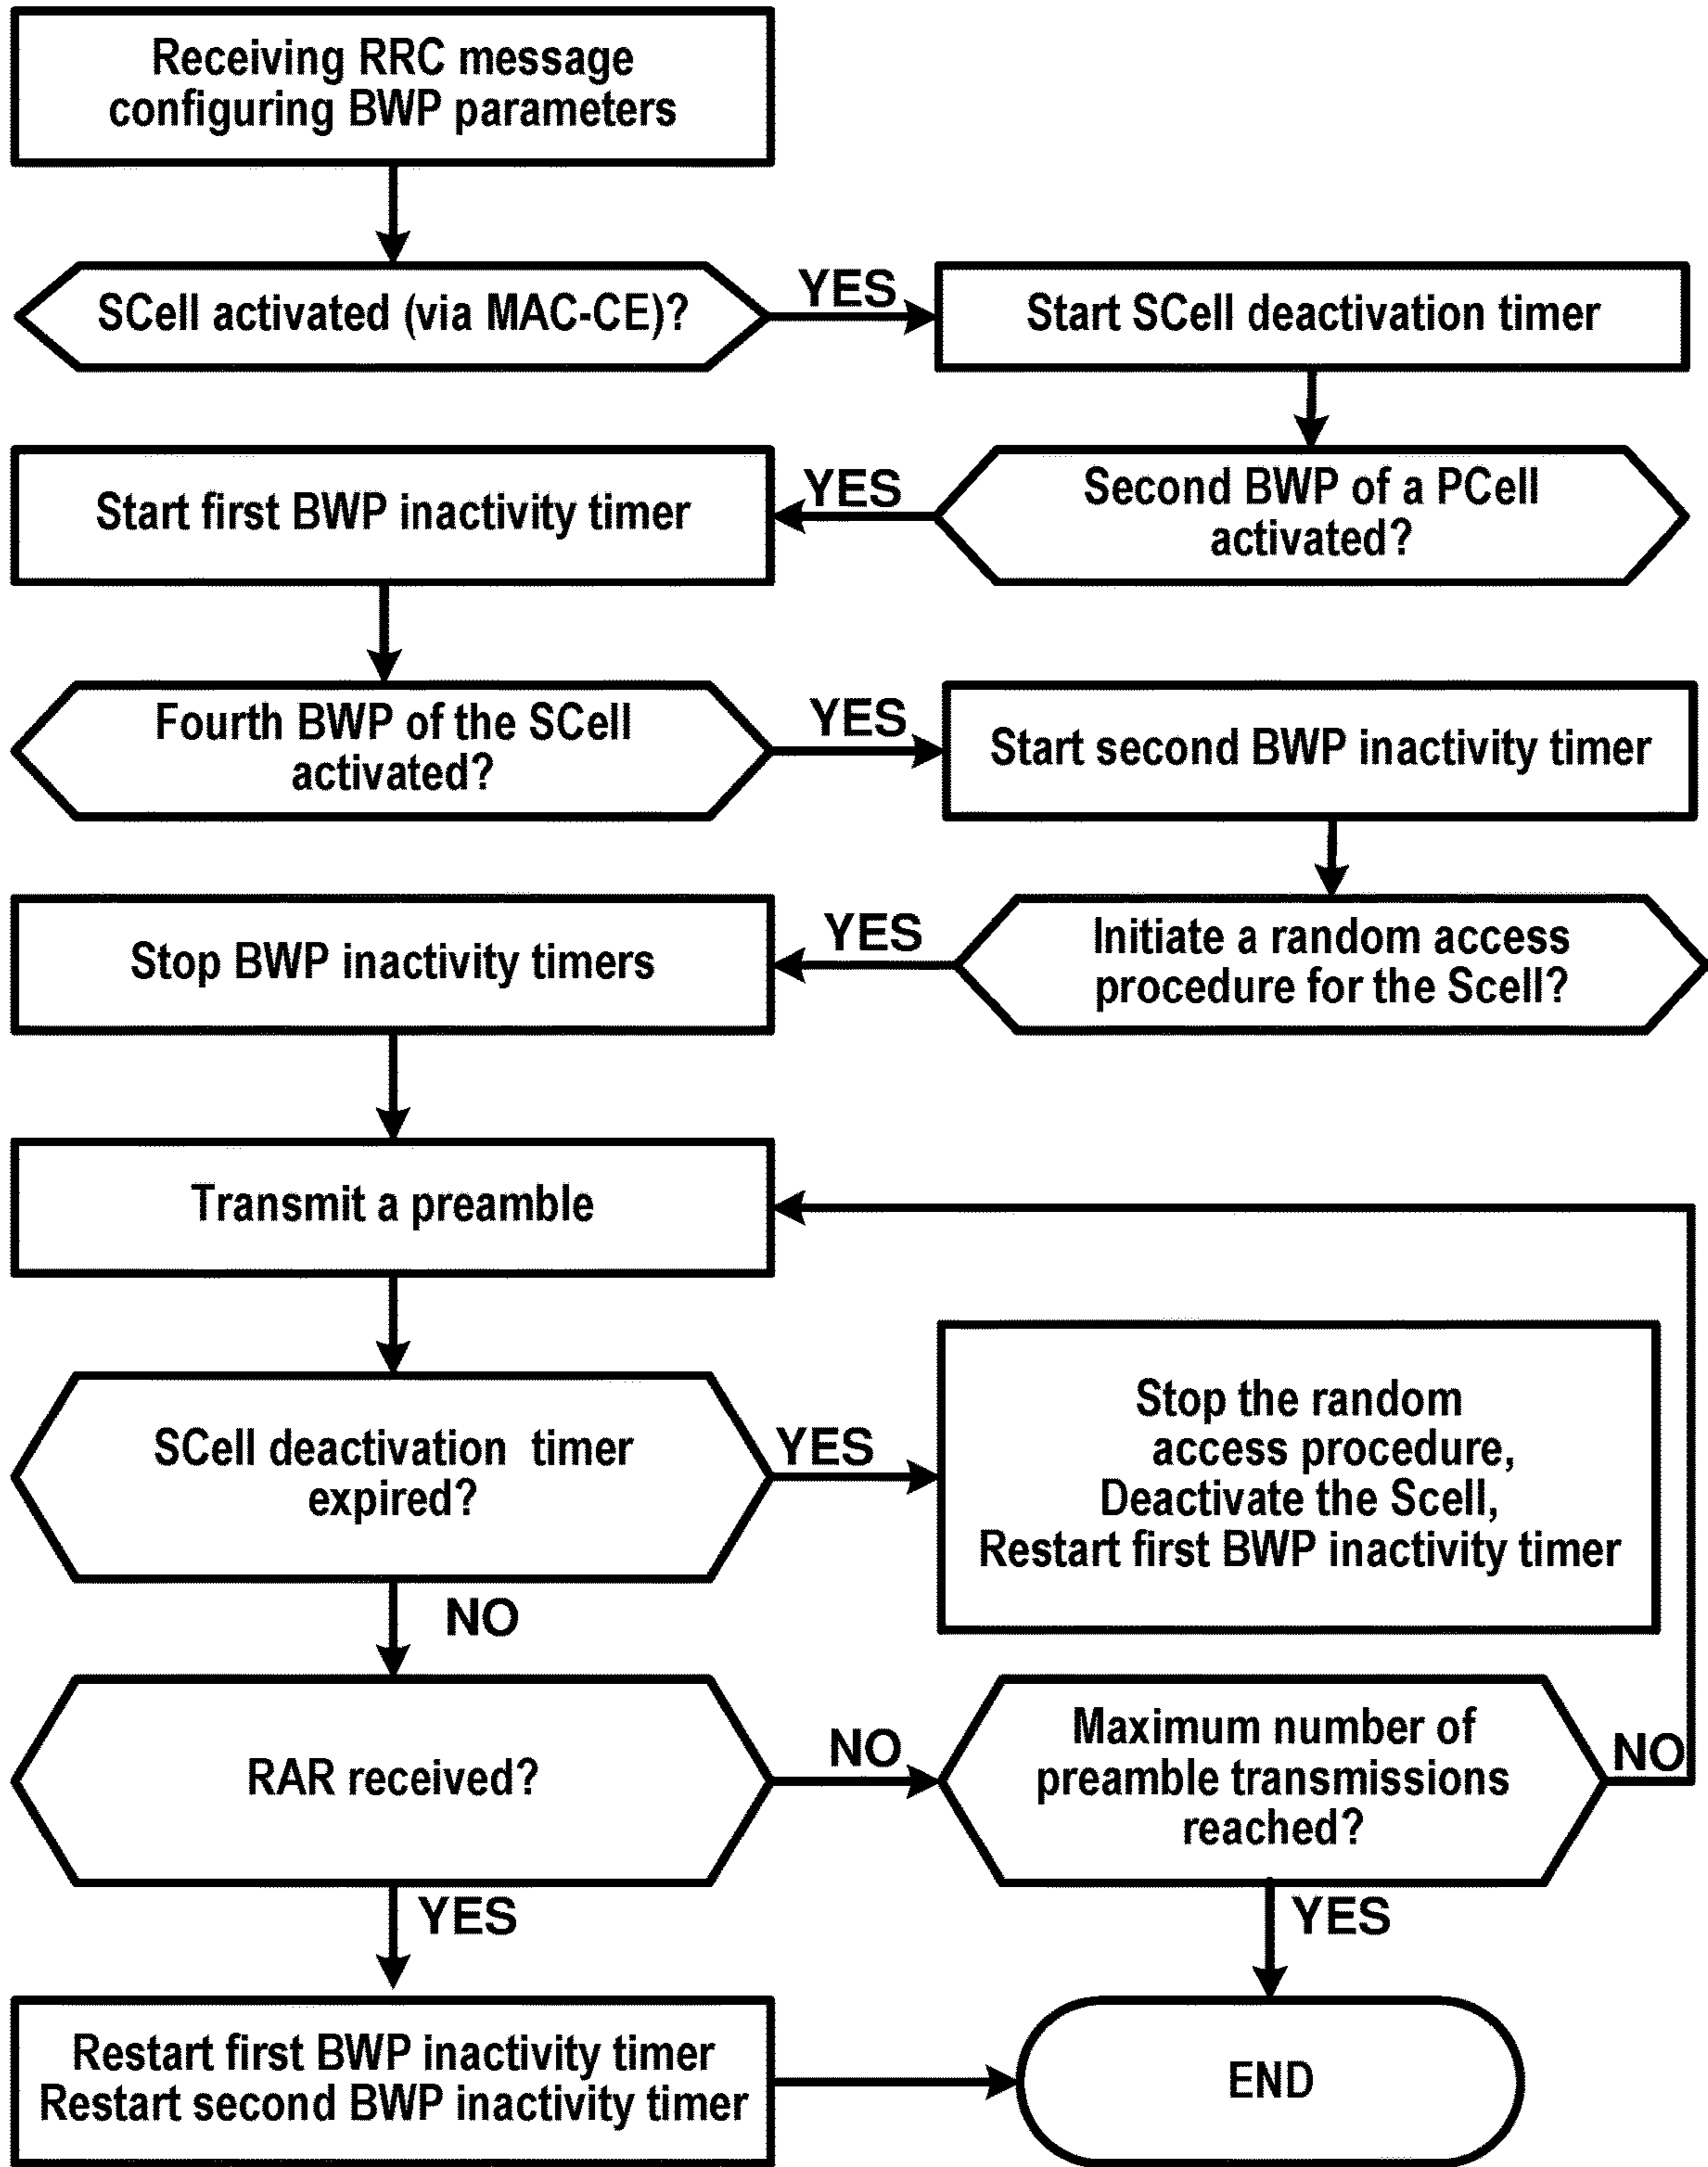 Receiving RRC message
configuring BWP parameters
SCell activated (via MAC-CE)?
YES
Start SCell deactivation timer
Second BWP of a PCell
activated?
YES
Start first BWP inactivity timer
Fourth BWP of the SCell
activated?
YES
Start second BWP inactivity timer
Initiate a random access
procedure for the Scell?
YES
Stop BWP inactivity timers
Transmit a preamble
SCell deactivation timer
expired?
YES
Stop the random
access procedure,
Deactivate the Scell,
Restart first BWP inactivity timer
NO
RAR received?
NO
Maximum number of
preamble transmissions
reached?
NO
YES
YES
Restart first BWP inactivity timer
Restart second BWP inactivity timer
END